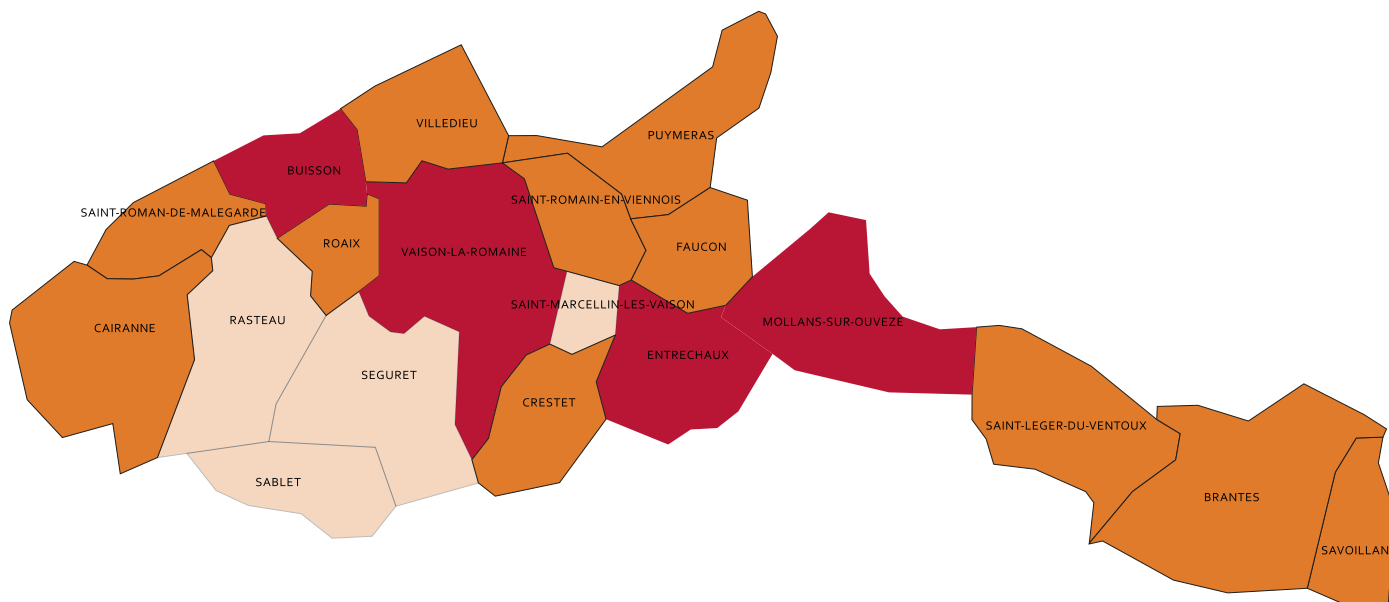 VILLEDIEU
PUYMERAS
BUISSON
SAINT-ROMAIN-EN-VIENNOIS
SAINT-ROMAN-DE-MALEGARDE
ROAIX
FAUCON
VAISON-LA-ROMAINE
SAINT-MARCELLIN-LES-VAISON
RASTEAU
MOLLANS-SUR-OUVEZE
CAIRANNE
ENTRECHAUX
SEGURET
CRESTET
SAINT-LEGER-DU-VENTOUX
SABLET
BRANTES
SAVOILLAN